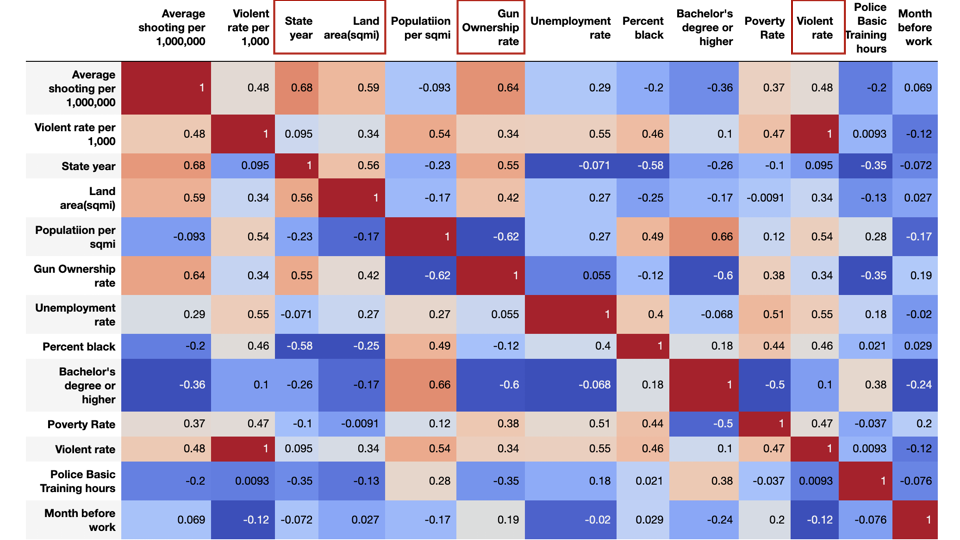 Average shooting per 1,000,000 Violent rate per 1,000 State year Land area(sqmi) Populatiion per sqmi Gun Ownership rate Unemployment rate Percent black Bachelor's degree or higher Poverty Rate Violent rate Police Basic Training hours Month before work
Average shooting per 1,000,000 1 0.48 0.68 0.59 -0.093 0.64 0.29 -0.2 -0.36 0.37 0.48 -0.2 0.069
Violent rate per 1,000 0.48 1 0.095 0.34 0.54 0.34 0.55 0.46 0.1 0.47 1 0.0093 -0.12
State year 0.68 0.095 1 0.56 -0.23 0.55 -0.071 -0.58 -0.26 -0.1 0.095 -0.35 -0.072
Land area(sqmi) 0.59 0.34 0.56 1 -0.17 0.42 0.27 -0.25 -0.17 -0.0091 0.34 -0.13 0.027
Populatiion per sqmi -0.093 0.54 -0.23 -0.17 1 -0.62 0.27 0.49 0.66 0.12 0.54 0.28 -0.17
Gun Ownership rate 0.64 0.34 0.55 0.42 -0.62 1 0.055 -0.12 -0.6 0.38 0.34 -0.35 0.19
Unemployment rate 0.29 0.55 -0.071 0.27 0.27 0.055 1 0.4 -0.068 0.51 0.55 0.18 -0.02
Percent black -0.2 0.46 -0.58 -0.25 0.49 -0.12 0.4 1 0.18 0.44 0.46 0.021 0.029
Bachelor's degree or higher -0.36 0.1 -0.26 -0.17 0.66 -0.6 -0.068 0.18 1 -0.5 0.1 0.38 -0.24
Poverty Rate 0.37 0.47 -0.1 -0.0091 0.12 0.38 0.51 0.44 -0.5 1 0.47 -0.037 0.2
Violent rate 0.48 1 0.095 0.34 0.54 0.34 0.55 0.46 0.1 0.47 1 0.0093 -0.12
Police Basic Training hours -0.2 0.0093 -0.35 -0.13 0.28 -0.35 0.18 0.021 0.38 -0.037 0.0093 1 -0.076
Month before work 0.069 -0.12 -0.072 0.027 -0.17 0.19 -0.02 0.029 -0.24 0.2 -0.12 -0.076 1